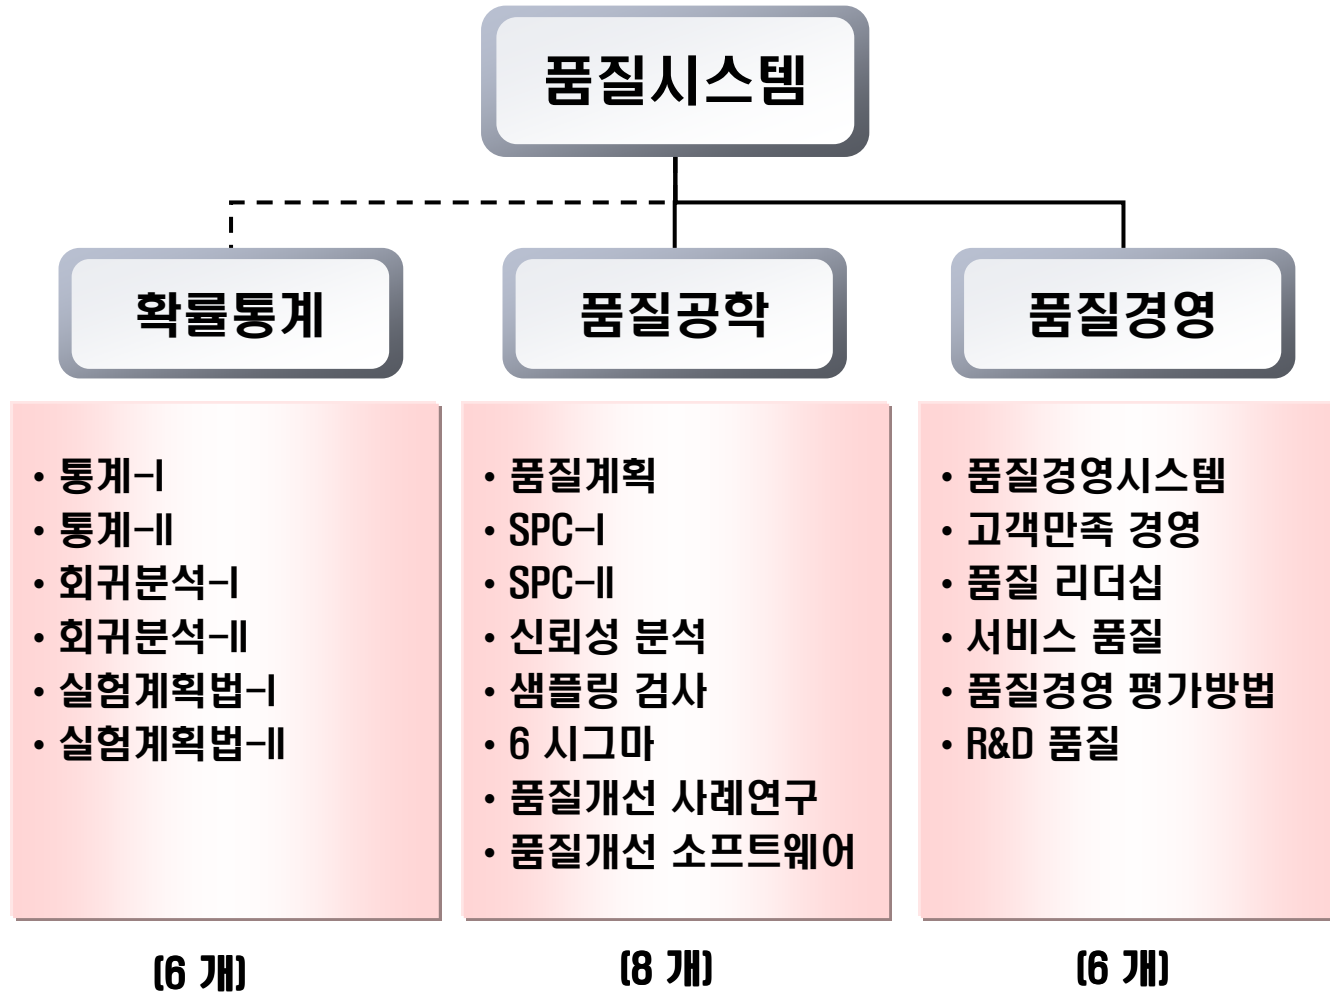 품질시스템
확률통계
품질공학
품질경영
• 통계-I
• 통계-II
• 회귀분석-I
• 회귀분석-II
• 실험계획법-I
• 실험계획법-II
(6 개)
• 품질계획
• SPC-I
• SPC-II
• 신뢰성 분석
• 샘플링 검사
• 6 시그마
• 품질개선 사례연구
• 품질개선 소프트웨어
(8 개)
• 품질경영시스템
• 고객만족 경영
• 품질 리더십
• 서비스 품질
• 품질경영 평가방법
• R&D 품질
(6 개)